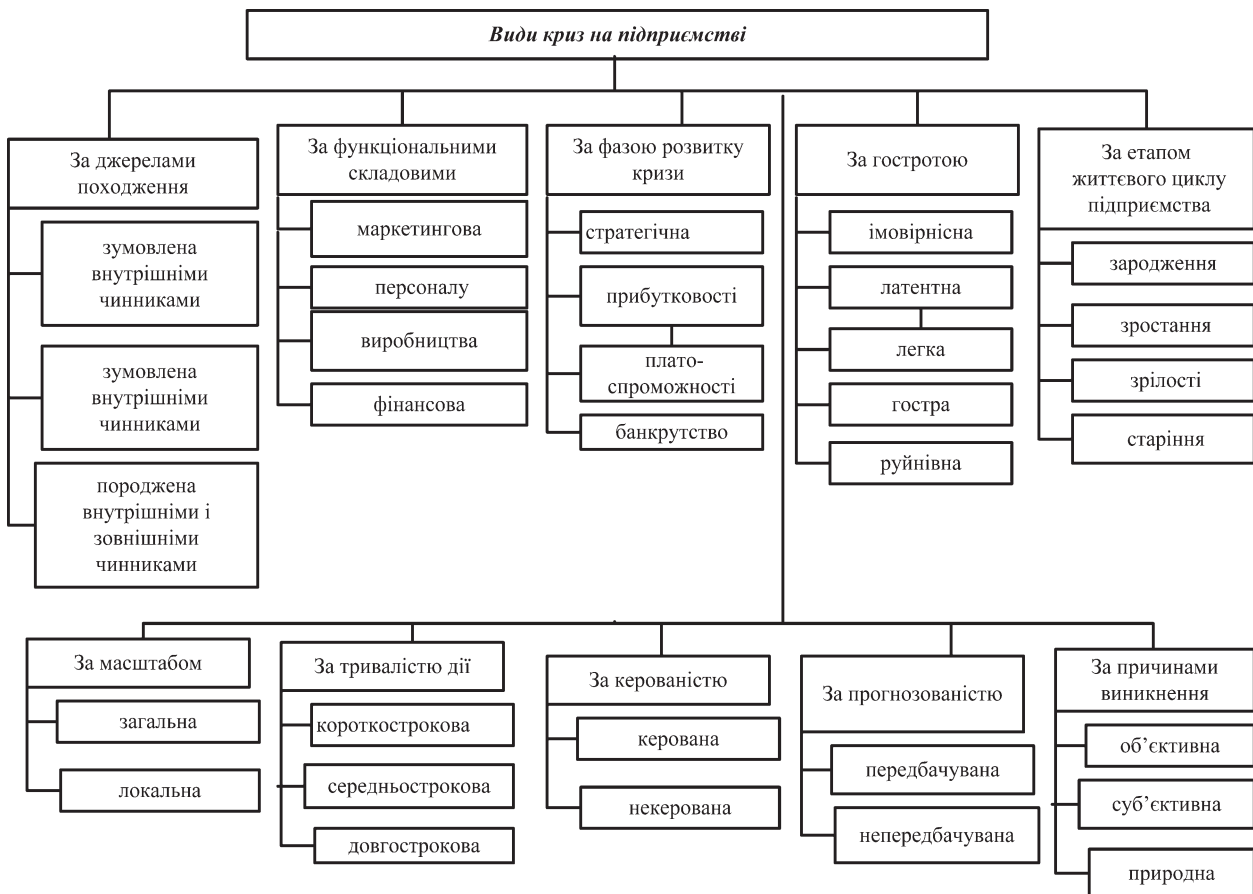 Види криз на підприємстві
За джерелами
походження
зумовлена
внутрішніми
чинниками
зумовлена
внутрішніми
чинниками
породжена
внутрішніми і
зовнішніми
чинниками
За функціональними
складовими
маркетингова
персоналу
виробництва
фінансова
За фазою розвитку
кризи
стратегічна
прибутковості
плато-
спроможності
банкрутство
За гостротою
імовірнісна
латентна
легка
гостра
руйнівна
За етапом
життєвого циклу
підприємства
зародження
зростання
зрілості
старіння
За масштабом
загальна
локальна
За тривалістю дії
короткострокова
середньострокова
довгострокова
За керованістю
керована
некерована
За прогнозованістю
передбачувана
непередбачувана
За причинами
виникнення
об’єктивна
суб’єктивна
природна